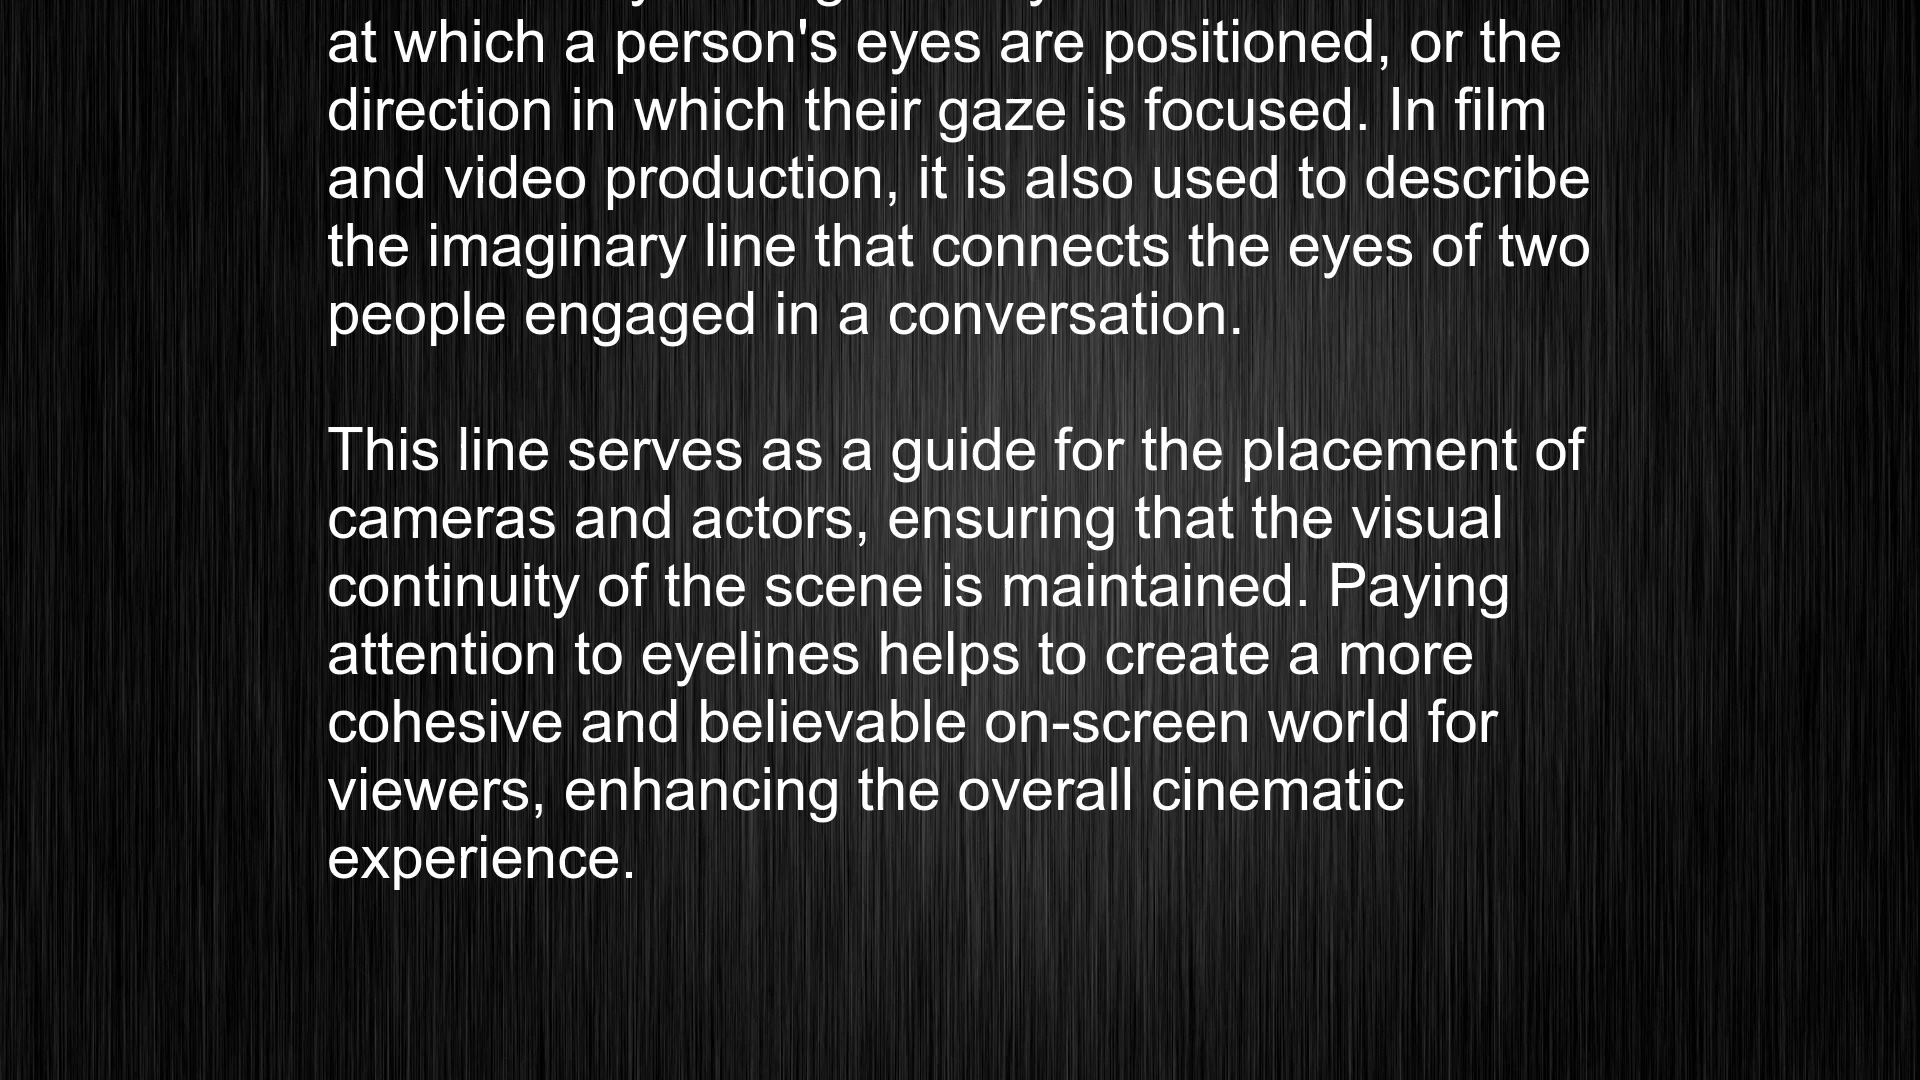 at which a person's eyes are positioned, or the
direction in which their gaze is focused. In film
and video production, it is also used to describe
the imaginary line that connects the eyes of two
people engaged in a conversation.
This line serves as a guide for the placement of
cameras and actors, ensuring that the visual
continuity of the scene is maintained. Paying
attention to eyelines helps to create a more
cohesive and believable on-screen world for
viewers, enhancing the overall cinematic
experience.